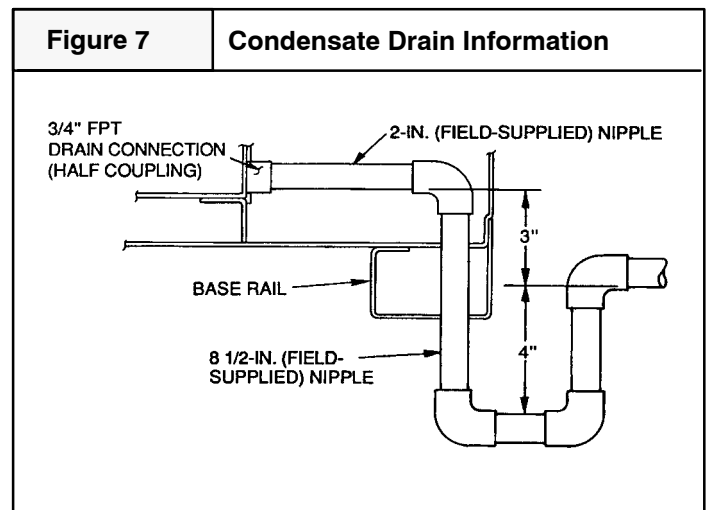 Figure 7
Condensate Drain Information
3/4" FPT
DRAIN CONNECTION
(HALF COUPLING)
2-IN. (FIELD-SUPPLIED) NIPPLE
3"
BASE RAIL
4"
8 1/2-IN. (FIELD-
SUPPLIED) NIPPLE